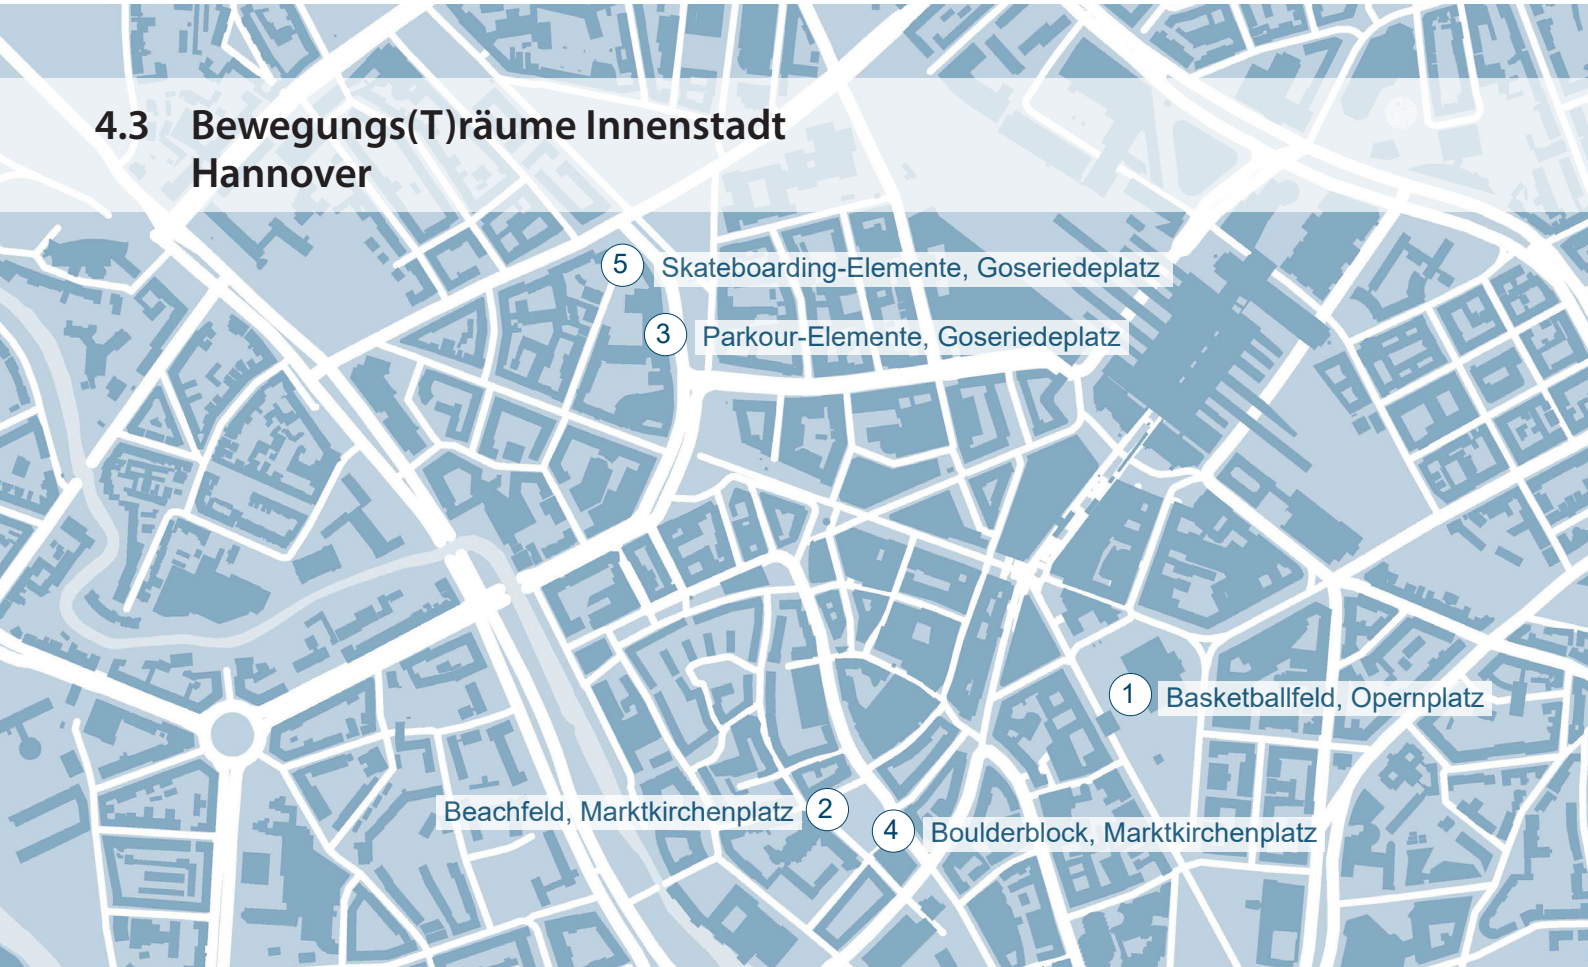 4.3 Bewegungs(T)räume Innenstadt
Hannover
5 Skateboarding-Elemente, Goseriedeplatz
3 Parkour-Elemente, Goseriedeplatz
1 Basketballfeld, Opernplatz
Beachfeld, Marktkirchenplatz 2
4 Boulderblock, Marktkirchenplatz